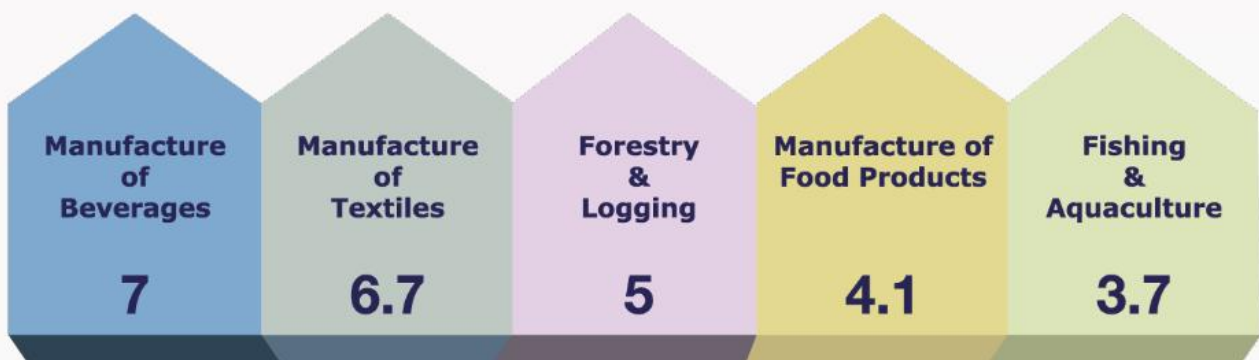 Manufacture
of
Beverages
7
Manufacture
of
Textiles
6.7
Forestry
&
Logging
5
Manufacture of
Food Products
4.1
Fishing
&
Aquaculture
3.7